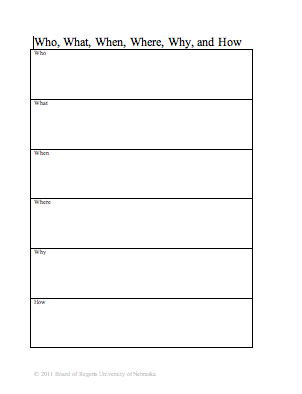 Who, What, When, Where, Why, and How
Who
What
When
Where
Why
How
© 2011 Board of Regents University of Nebraska